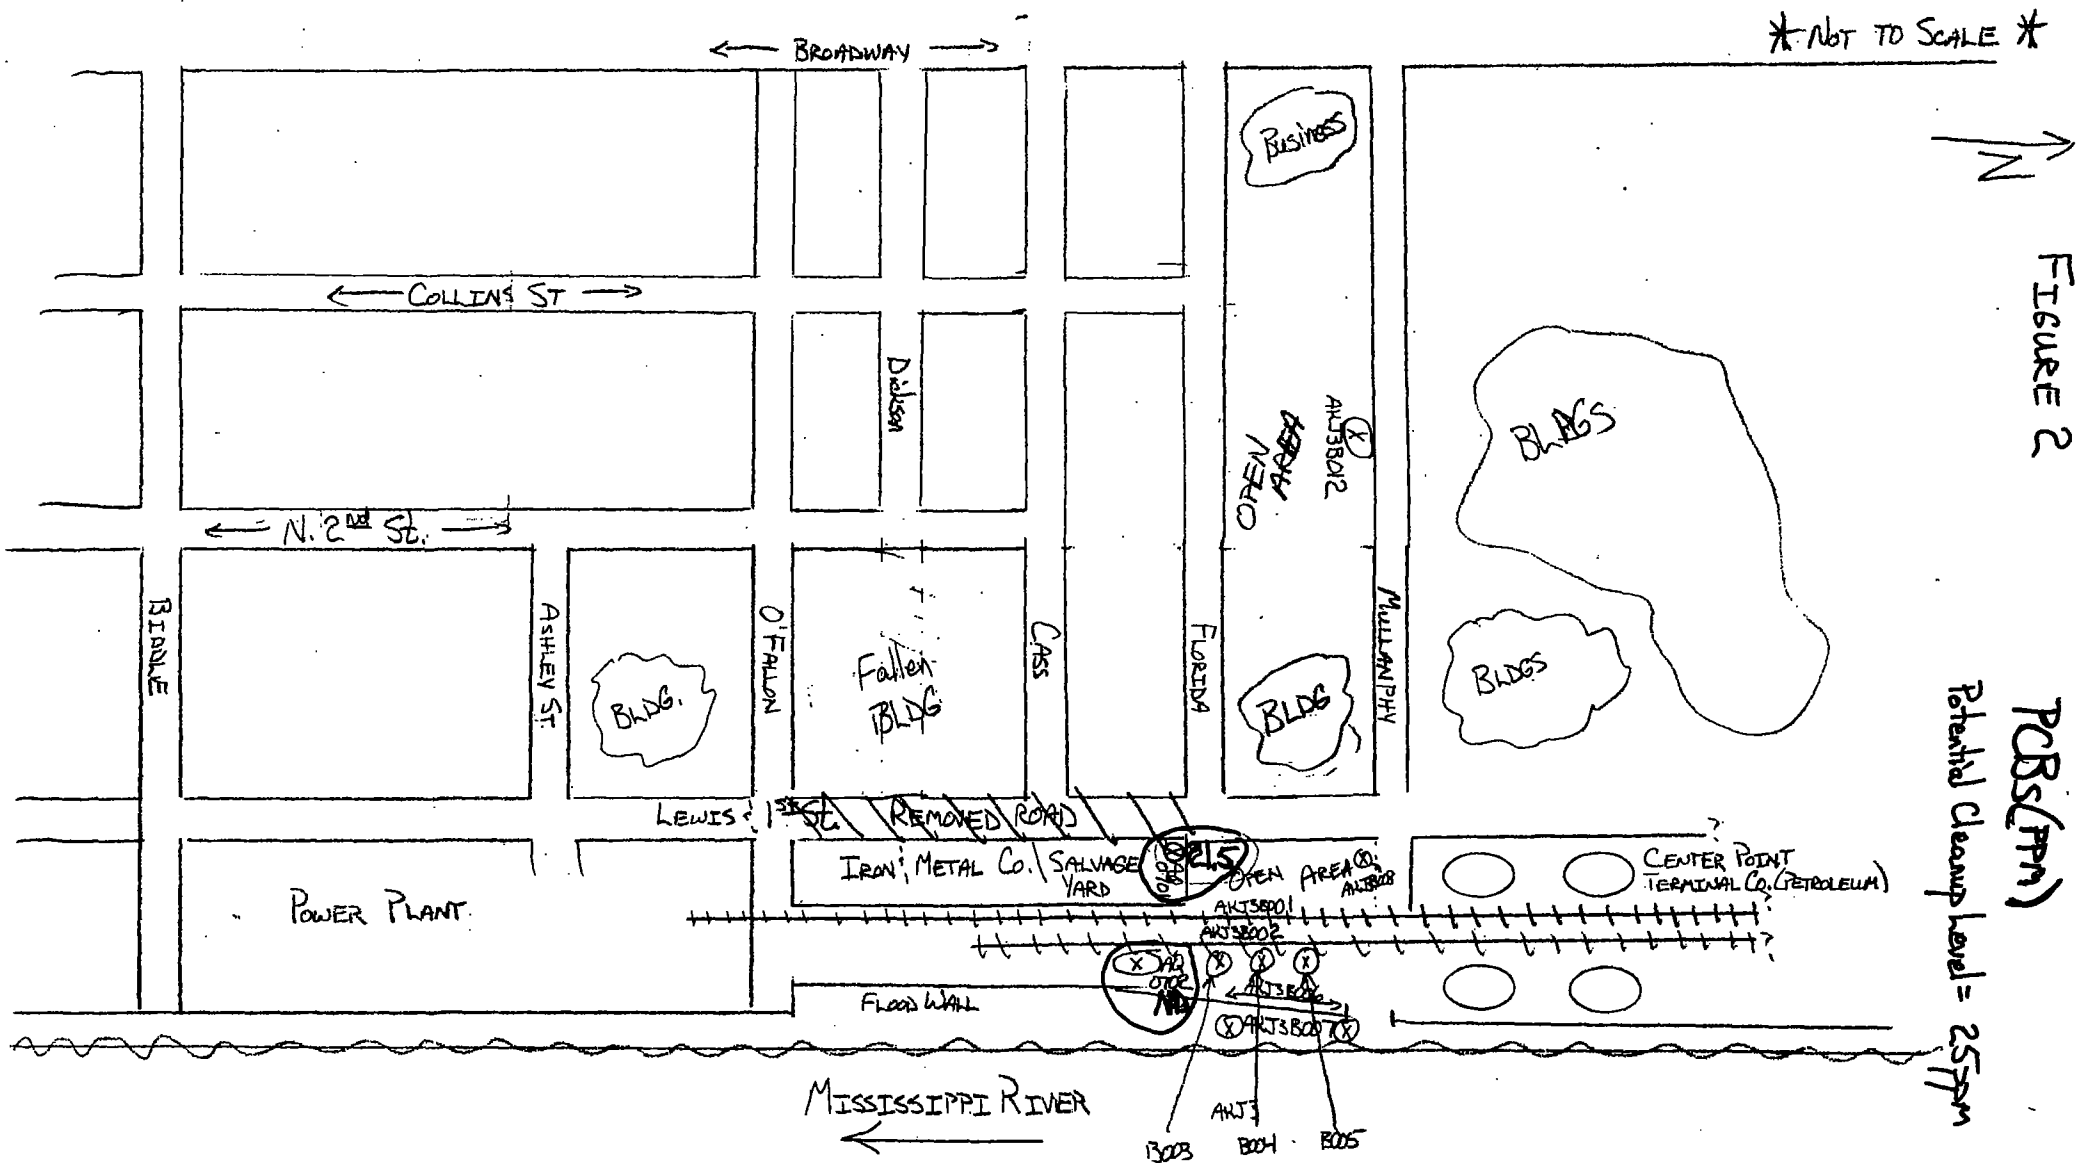 * NOT TO SCALE *
BROADWAY
N
FIGURE 2
PCBs (PPM)
Potential Cleanup Level = 25ppm
Business
COLLINS ST
Dickson
OPEN
AREA
AKJ3B012
X
BLDGS
N. 2nd St.
BIDDLE
ASHLEY ST
BLDG.
O'FALLON
Fallen
BLDG
CASS
FLORIDA
BLDG
MULLANPHY
BLDGS
LEWIS
1st St.
REMOVED ROAD
IRON & METAL CO. SALVAGE
YARD
21.5
OPEN AREA
X
CENTER POINT
TERMINAL CO. (PETROLEUM)
?
POWER PLANT
AKJ3B001
AKJ3B002
?
X
0702
ND
X
X
X
FLOOD WALL
AKJ3B006
X AKJ3B007 X
MISSISSIPPI RIVER
AKJ3
B003
B004
B005